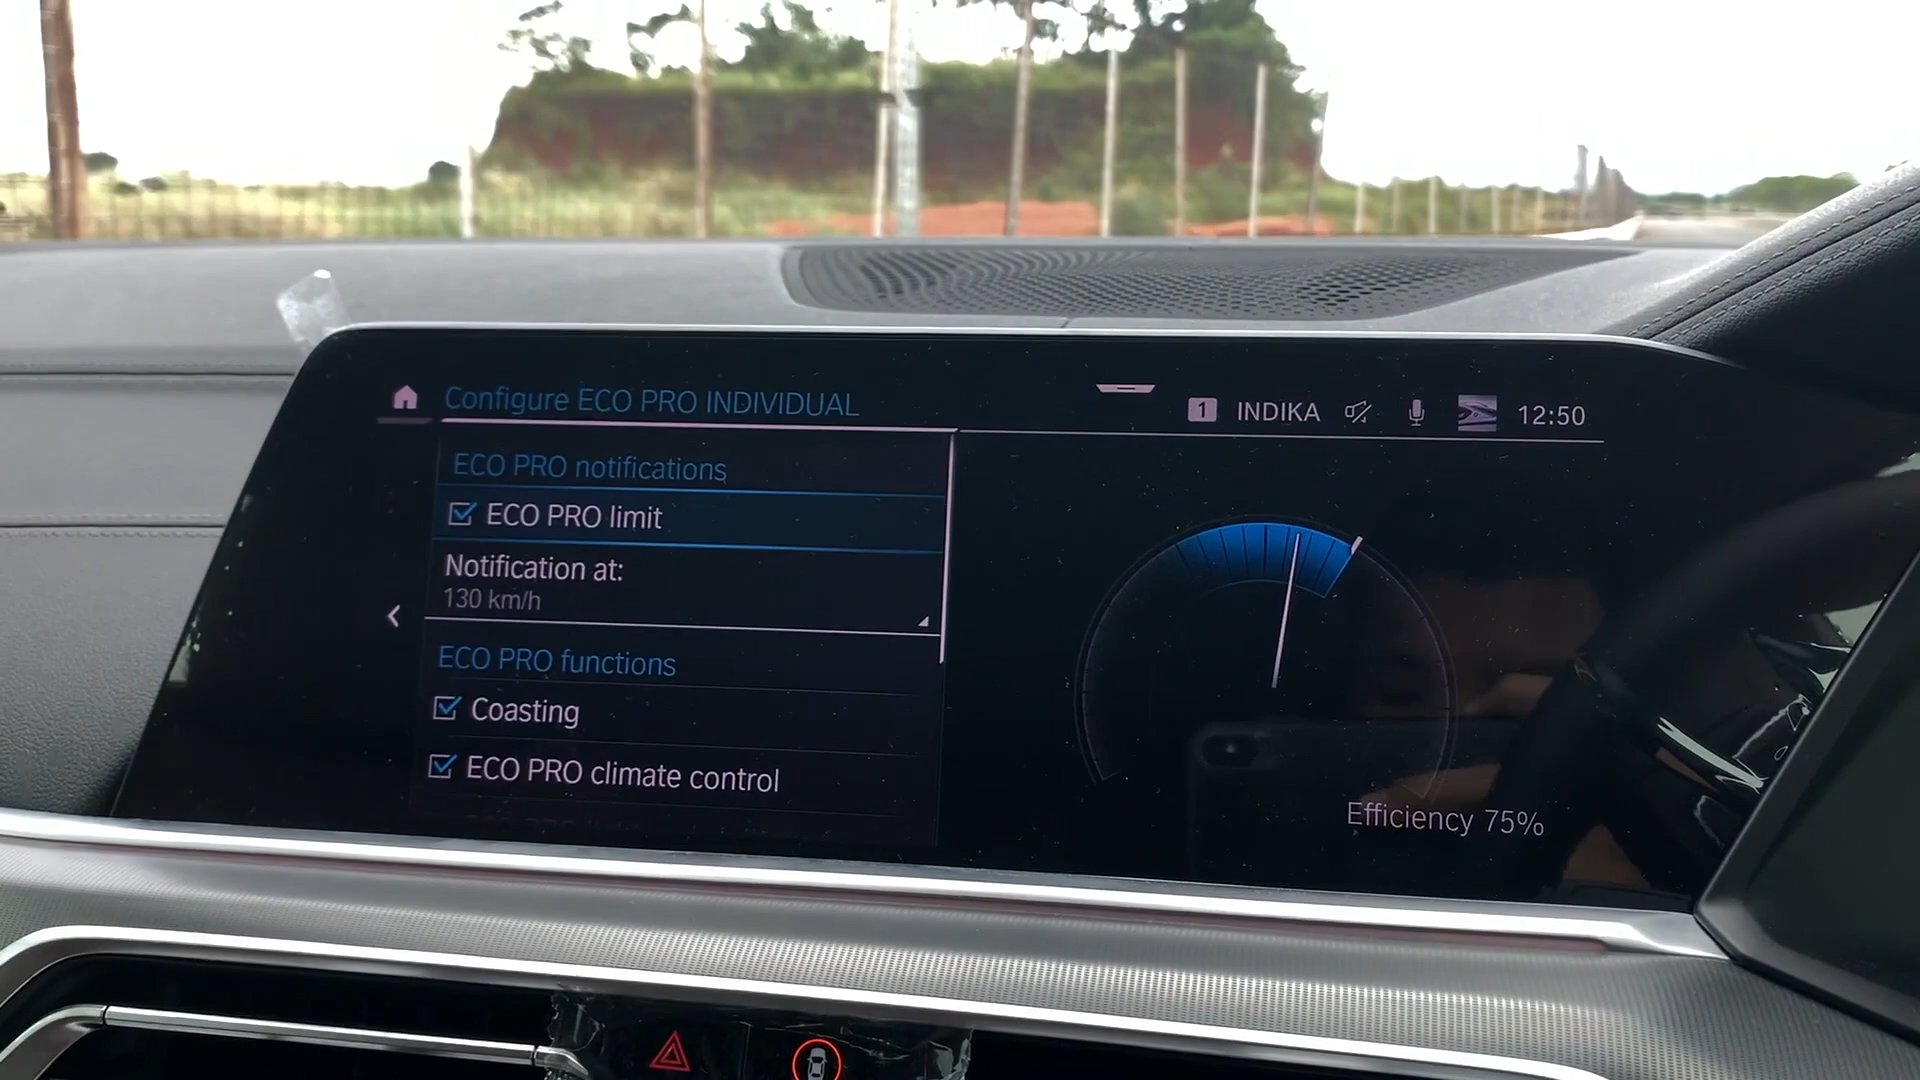 Configure ECO PRO INDIVIDUAL
1 INDIKA 12:50
ECO PRO notifications
ECO PRO limit
Notification at:
130 km/h
ECO PRO functions
Coasting
ECO PRO climate control
Efficiency 75%